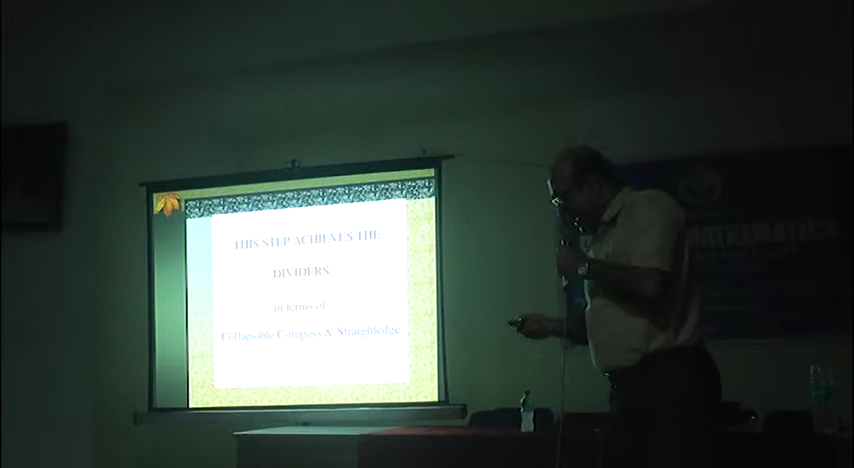 THIS STEP ACHIEVES THE
DIVIDERS
in terms of
Collapsible Compass & Straightedge
MATHEMATICS